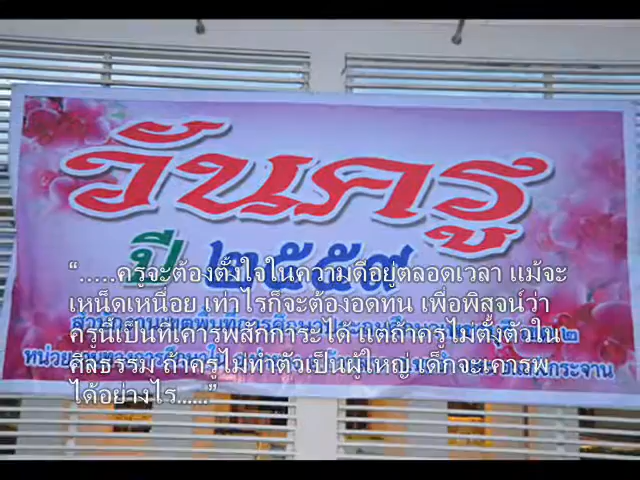 วันครู
ปี ๒๕๕๙
“.....ครูจะต้องตั้งใจในความดีอยู่ตลอดเวลา แม้จะ
เหน็ดเหนื่อย เท่าไรก็จะต้องอดทน เพื่อพิสูจน์ว่า
ครูนี้เป็นที่เคารพสักการะได้ แต่ถ้าครูไม่ตั้งตัวใน
ศีลธรรม ถ้าครูไม่ทำตัวเป็นผู้ใหญ่ เด็กจะเคารพ
ได้อย่างไร......”